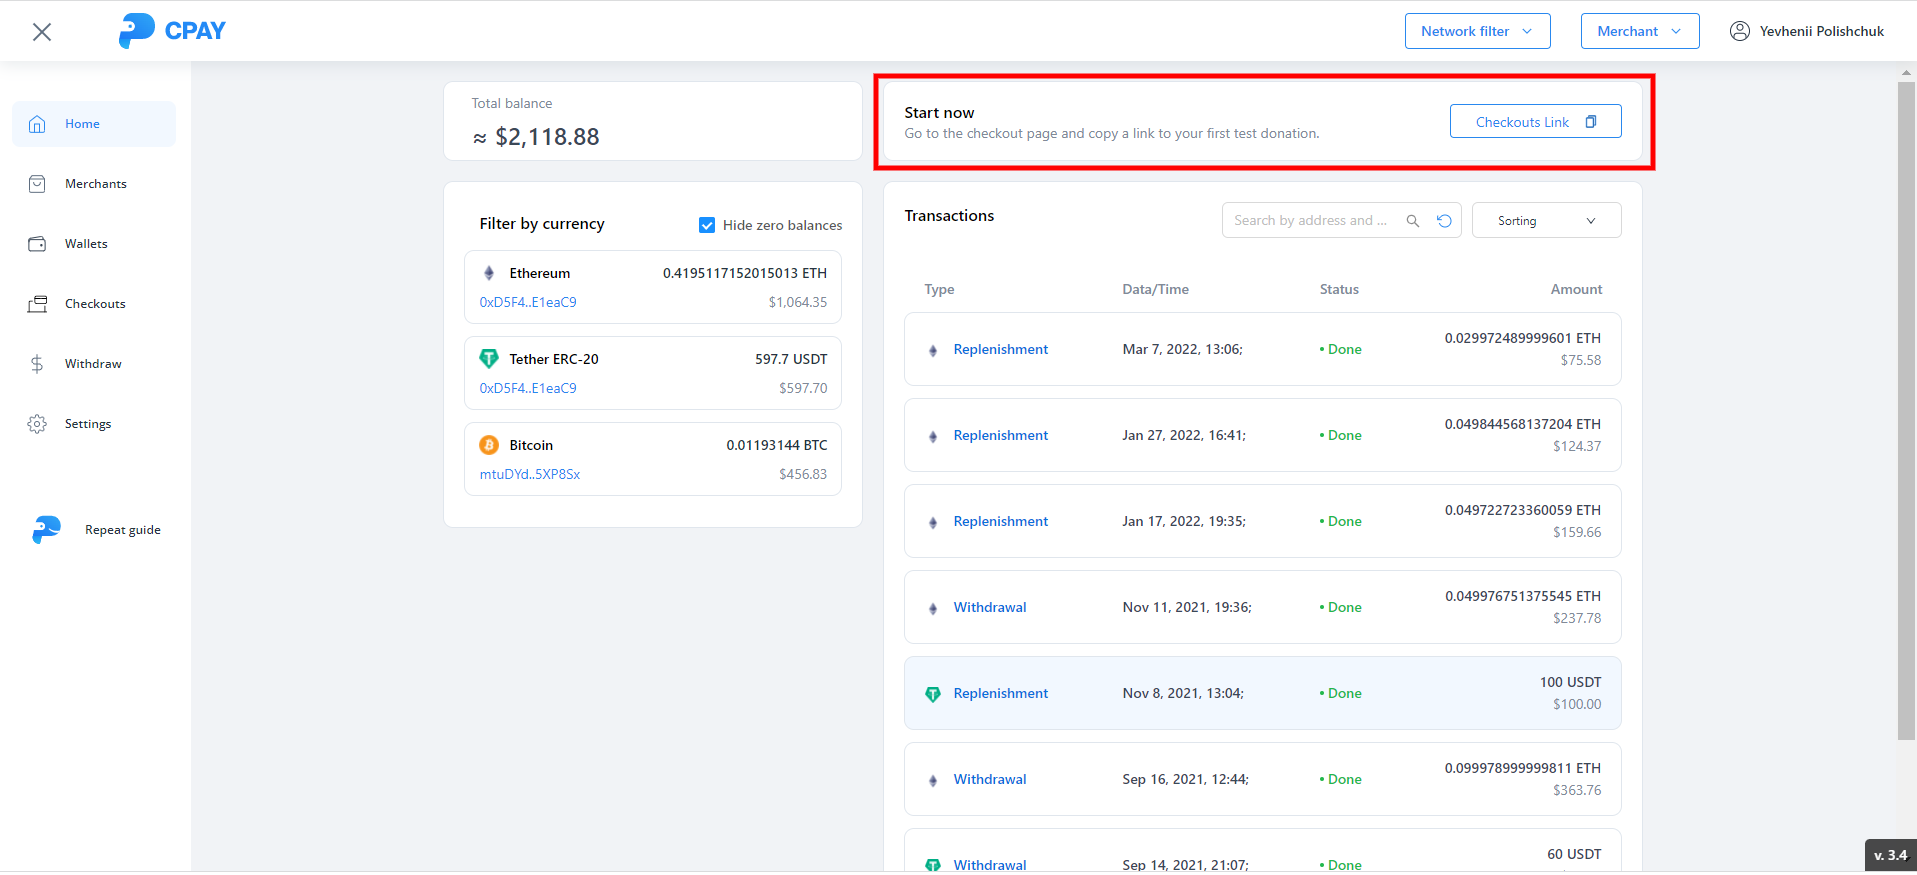 CPAY
Network filter
Merchant
Yevhenii Polishchuk
Home
Merchants
Wallets
Checkouts
Withdraw
Settings
Repeat guide
Total balance
≈ $2,118.88
Start now
Go to the checkout page and copy a link to your first test donation.
Checkouts Link
Filter by currency
Hide zero balances
Ethereum 0.4195117152015013 ETH
0xD5F4..E1eaC9 $1,064.35
Tether ERC-20 597.7 USDT
0xD5F4..E1eaC9 $597.70
Bitcoin 0.01193144 BTC
mtuDYd..5XP8Sx $456.83
Transactions
Search by address and ...
Sorting
Type Data/Time Status Amount
Replenishment Mar 7, 2022, 13:06; • Done 0.029972489999601 ETH
$75.58
Replenishment Jan 27, 2022, 16:41; • Done 0.049844568137204 ETH
$124.37
Replenishment Jan 17, 2022, 19:35; • Done 0.049722723360059 ETH
$159.66
Withdrawal Nov 11, 2021, 19:36; • Done 0.049976751375545 ETH
$237.78
Replenishment Nov 8, 2021, 13:04; • Done 100 USDT
$100.00
Withdrawal Sep 16, 2021, 12:44; • Done 0.099978999999811 ETH
$363.76
Withdrawal Sep 14, 2021, 21:07; • Done 60 USDT
v. 3.4